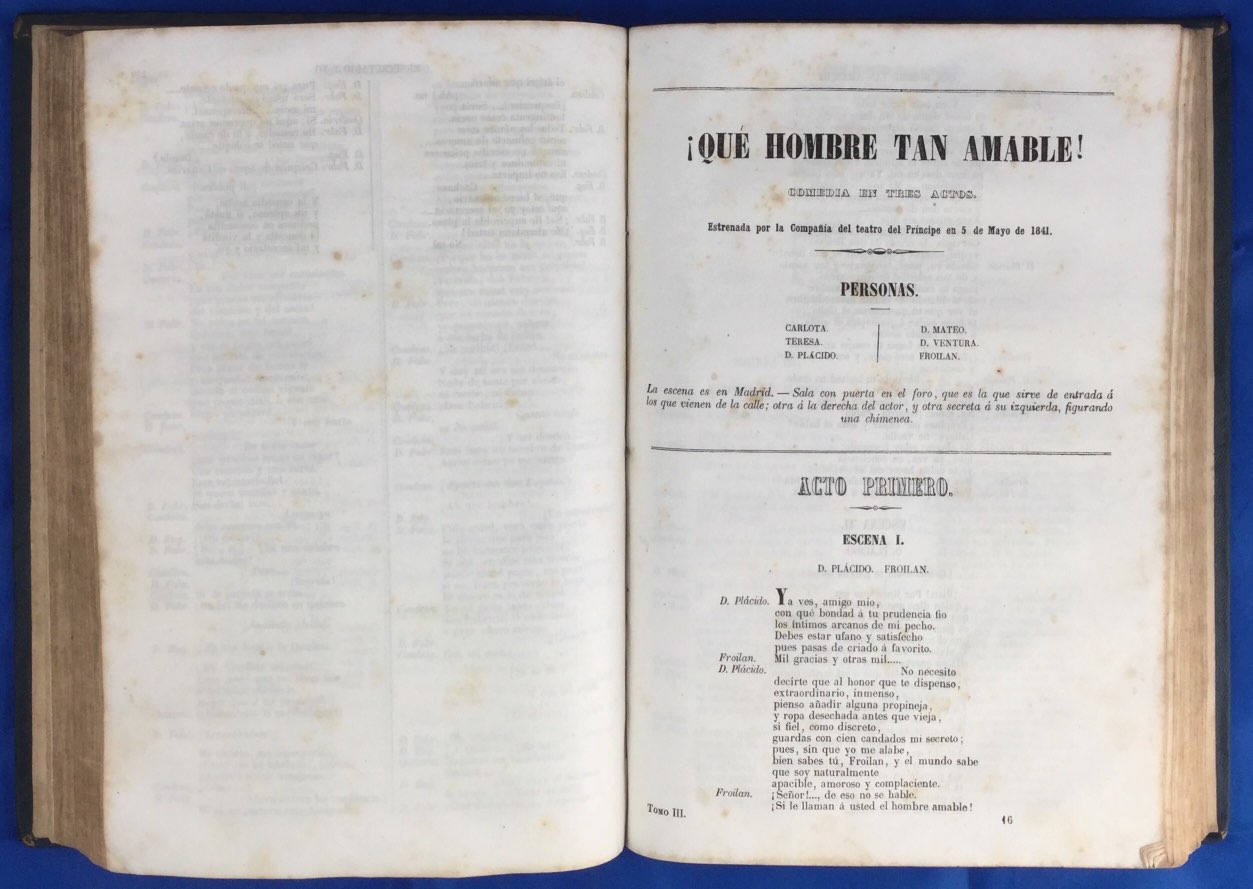 ¡QUÉ HOMBRE TAN AMABLE!
COMEDIA EN TRES ACTOS.
Estrenada por la Compañía del teatro del Príncipe en 5 de Mayo de 1841.
PERSONAS.
CARLOTA.
TERESA.
D. PLÁCIDO.
D. MATEO.
D. VENTURA.
FROILAN.
La escena es en Madrid. — Sala con puerta en el foro, que es la que sirve de entrada á
los que vienen de la calle; otra á la derecha del actor, y otra secreta á su izquierda, figurando
una chimenea.
ACTO PRIMERO.
ESCENA I.
D. PLÁCIDO. FROILAN.
D. Plácido. Ya ves, amigo mio,
con qué bondad á tu prudencia fio
los íntimos arcanos de mi pecho.
Debes estar ufano y satisfecho
pues pasas de criado á favorito.
Froilan. Mil gracias y otras mil.....
D. Plácido. No necesito
decirte que al honor que te dispenso,
extraordinario, inmenso,
pienso añadir alguna propineja,
y ropa desechada antes que vieja,
si fiel, como discreto,
guardas con cien candados mi secreto;
pues, sin que yo me alabe,
bien sabes tú, Froilan, y el mundo sabe
que soy naturalmente
apacible, amoroso y complaciente.
Froilan. ¡Señor!..., de eso no se hable.
¡Si le llaman á usted el hombre amable!
TOMO III.
16